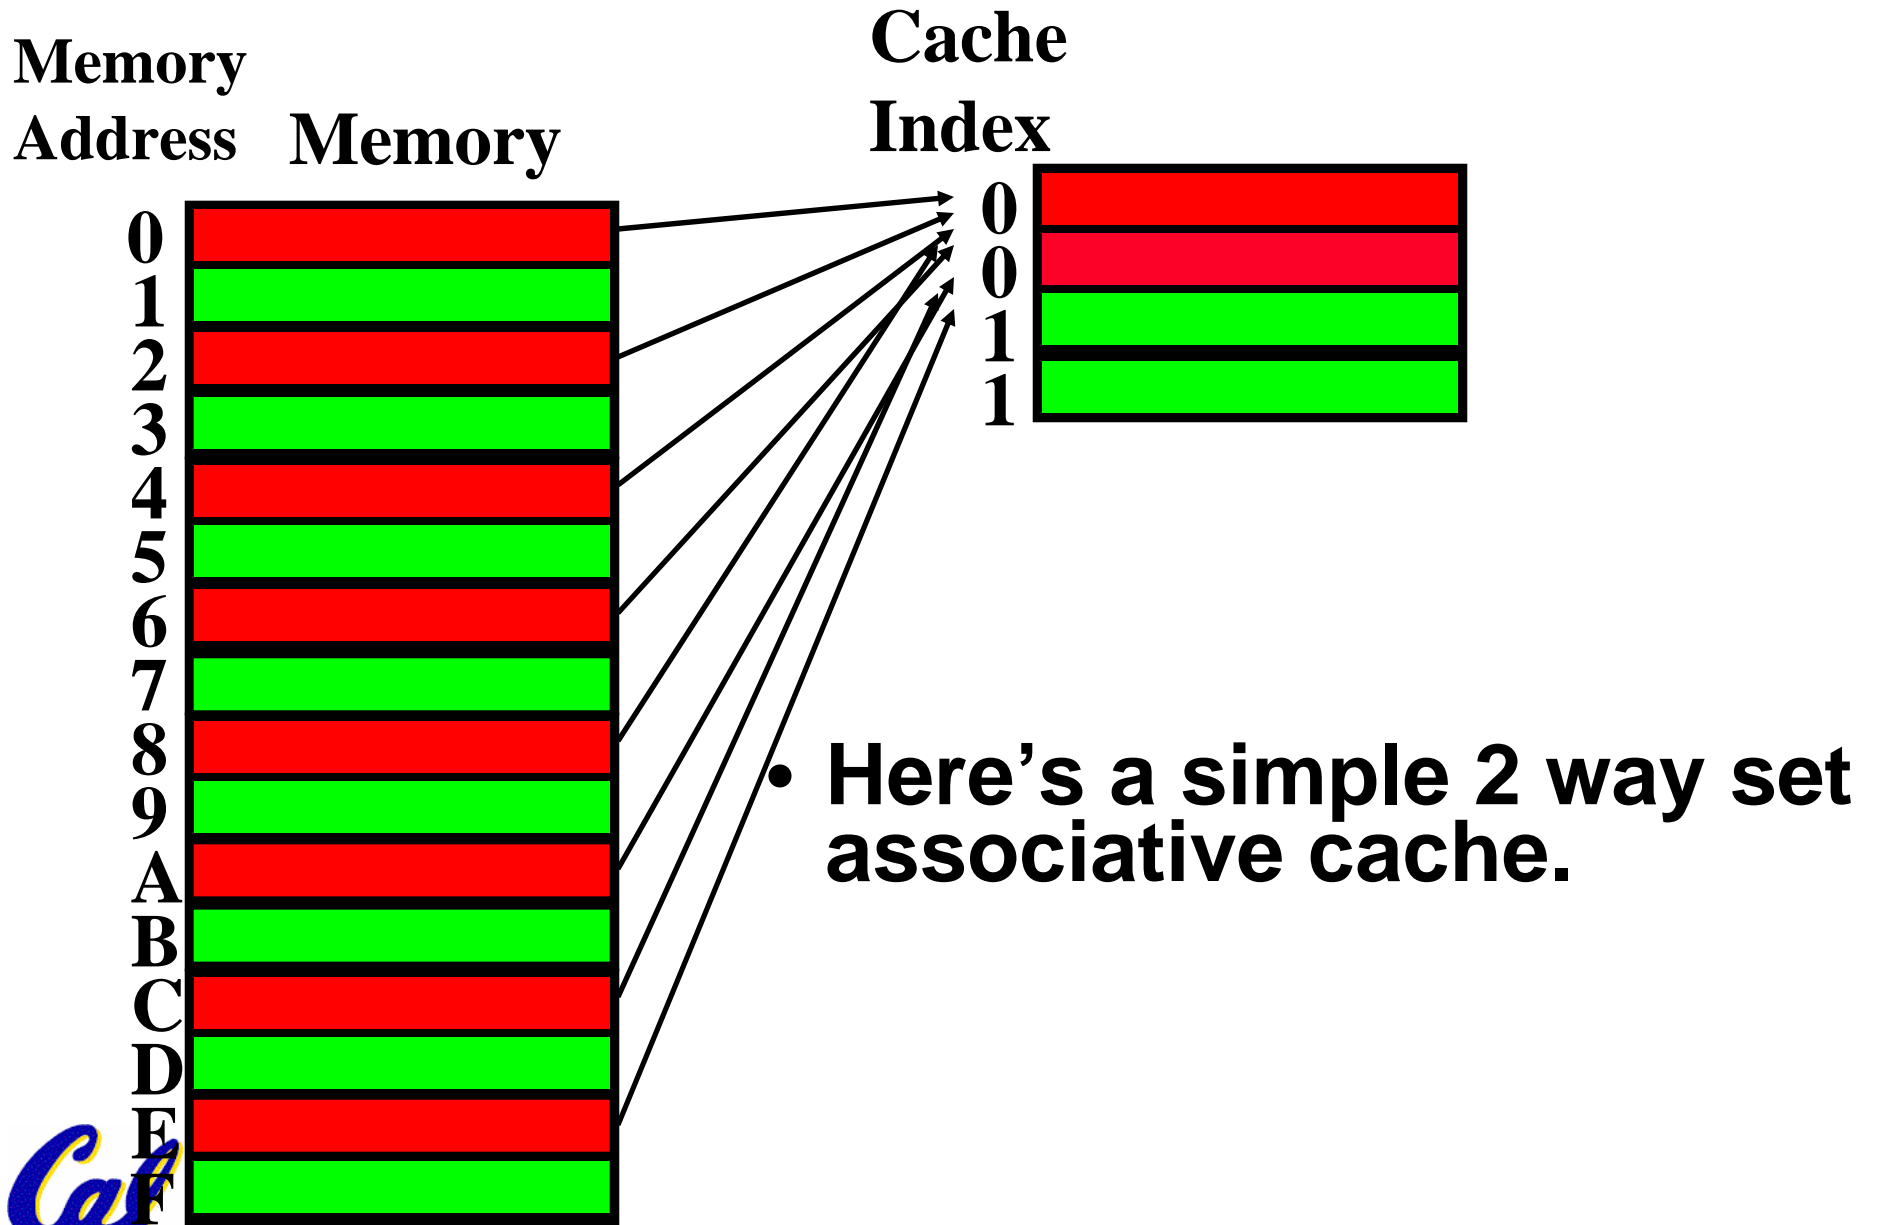 Memory
Address
Memory
Cache
Index
0
1
2
3
4
5
6
7
8
9
A
B
C
D
E
F
0
0
1
1
• Here’s a simple 2 way set
associative cache.
Cal